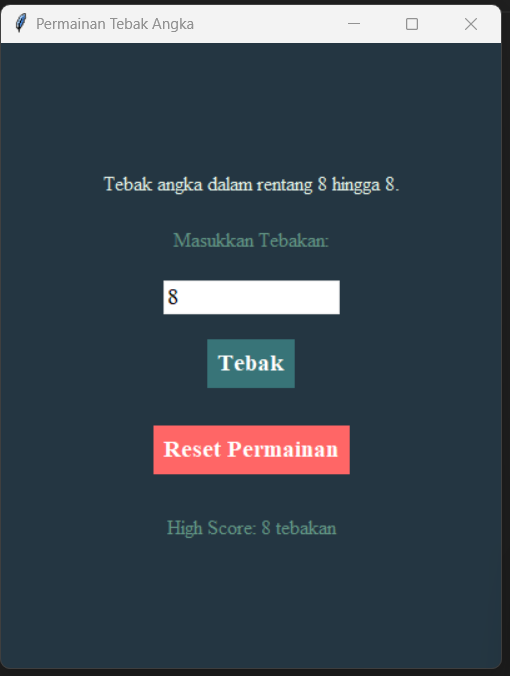 Permainan Tebak Angka
Tebak angka dalam rentang 8 hingga 8.
Masukkan Tebakan:
8
Tebak
Reset Permainan
High Score: 8 tebakan